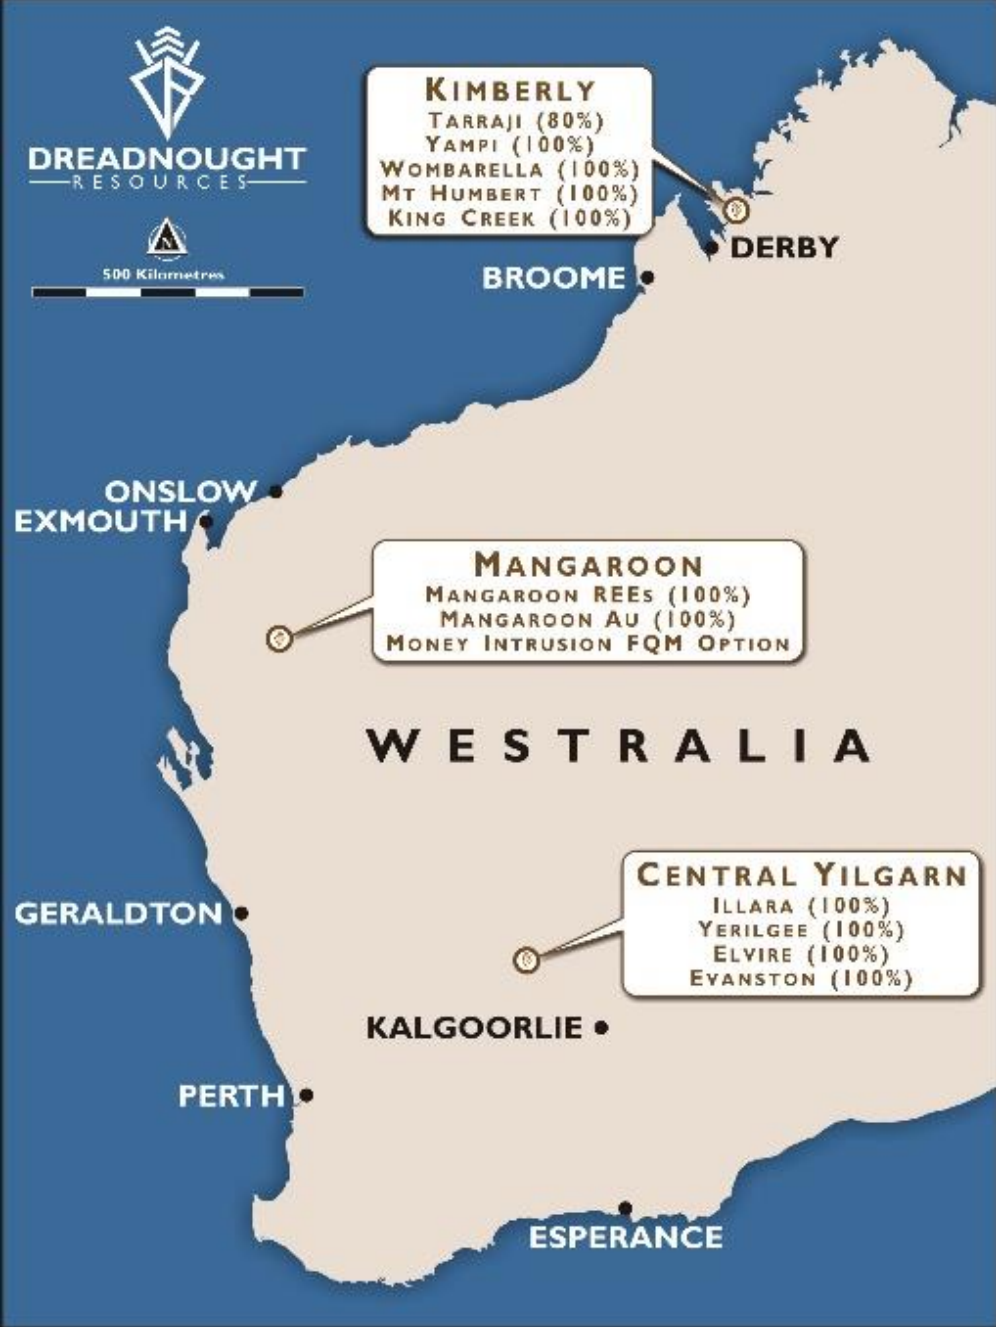 DREADNOUGHT
RESOURCES
N
500 Kilometres
KIMBERLY
TARRAJI (80%)
YAMPI (100%)
WOMBARELLA (100%)
MT HUMBERT (100%)
KING CREEK (100%)
DERBY
BROOME
ONSLOW
EXMOUTH
MANGAROON
MANGAROON REES (100%)
MANGAROON AU (100%)
MONEY INTRUSION FQM OPTION
WESTRALIA
CENTRAL YILGARN
ILLARA (100%)
YERILGEE (100%)
ELVIRE (100%)
EVANSTON (100%)
GERALDTON
KALGOORLIE
PERTH
ESPERANCE